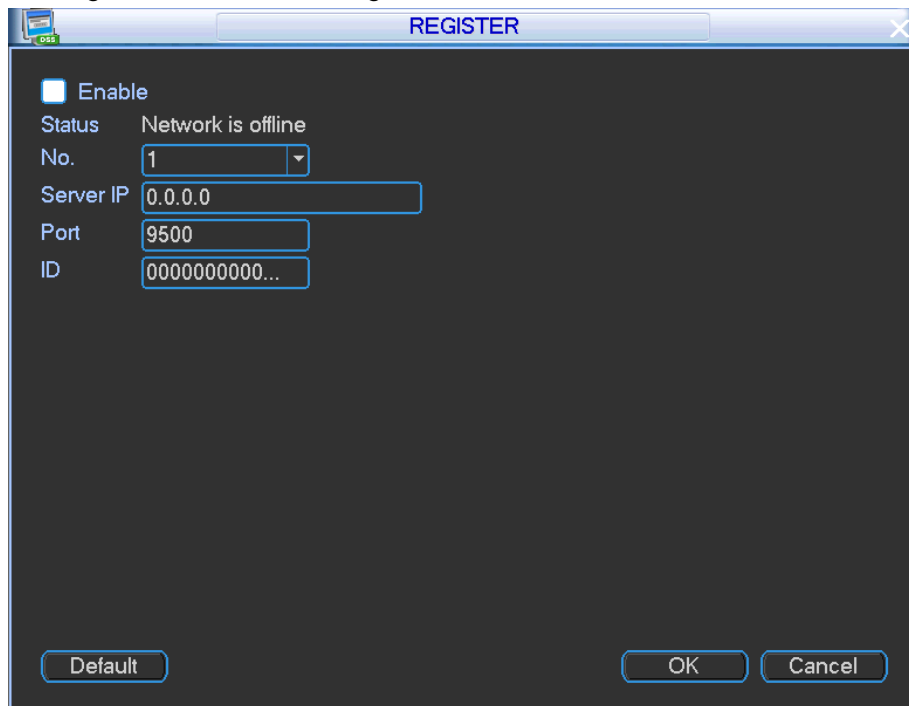 REGISTER
DSS
Enable
Status Network is offline
No. 1
Server IP 0.0.0.0
Port 9500
ID 0000000000...
Default OK Cancel